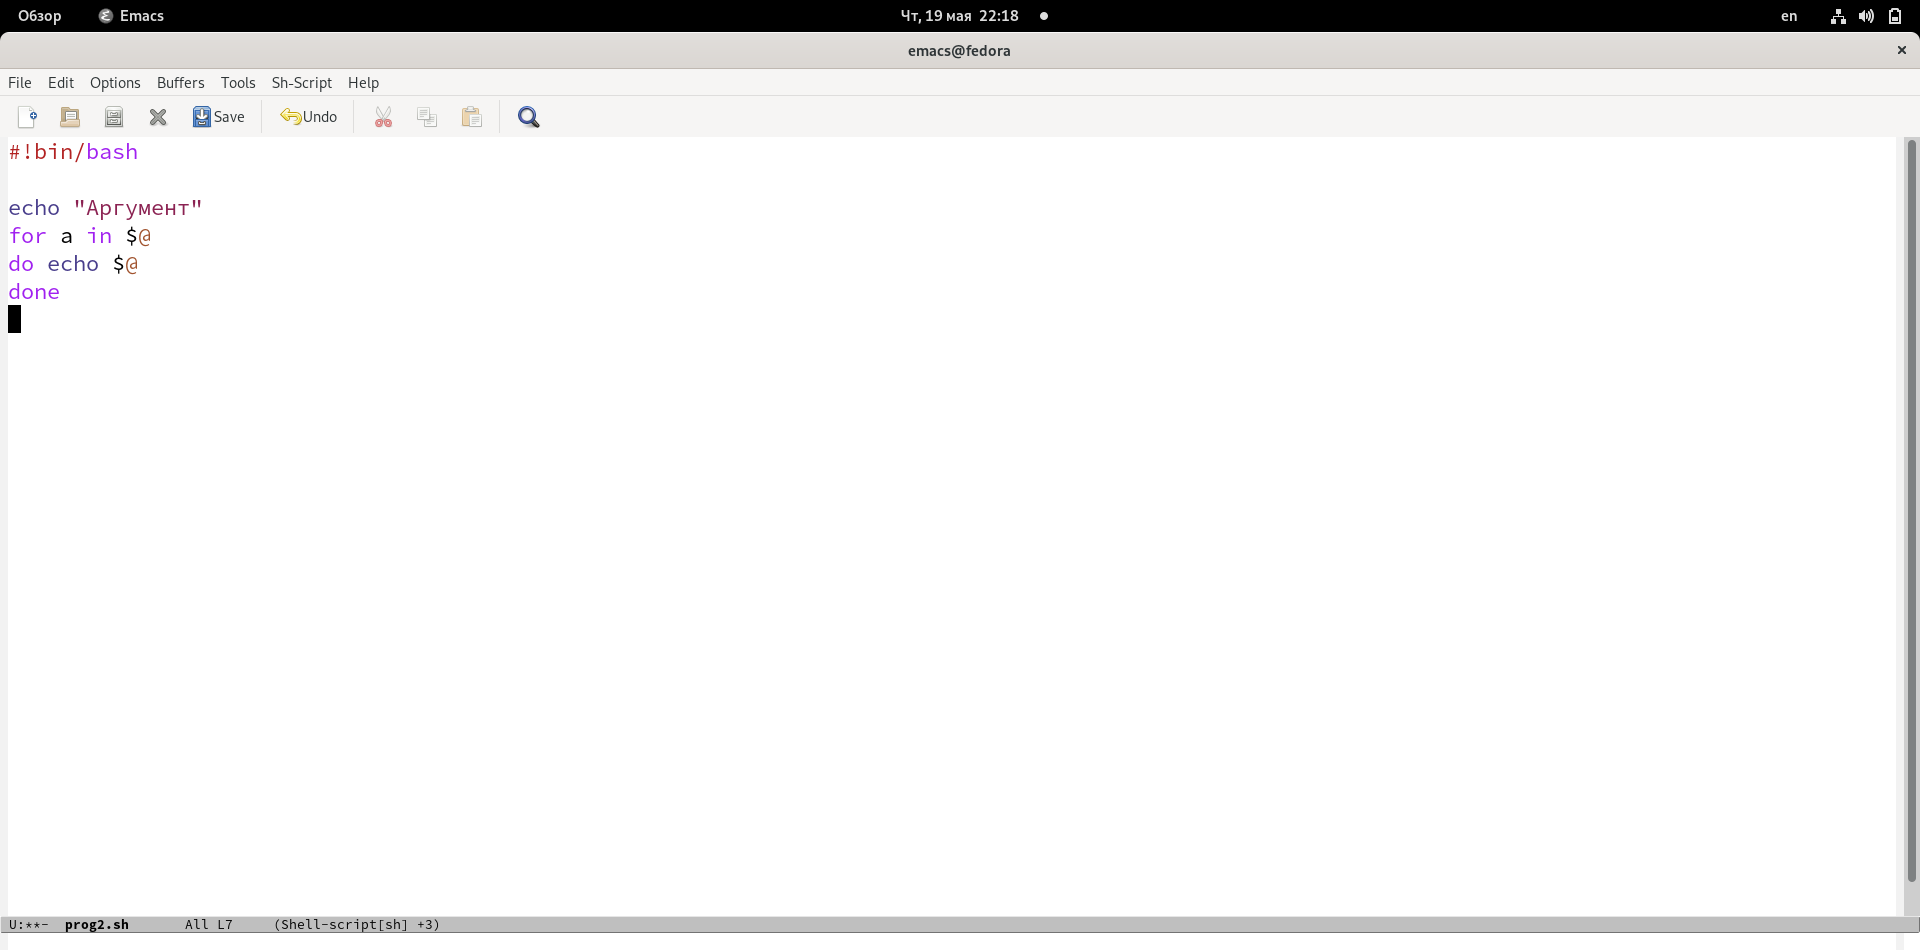 Обзор Emacs Чт, 19 мая 22:18 en
emacs@fedora
File Edit Options Buffers Tools Sh-Script Help
Save Undo
#!bin/bash
echo "Аргумент"
for a in $@
do echo $@
done
U:**- prog2.sh All L7 (Shell-script[sh] +3)